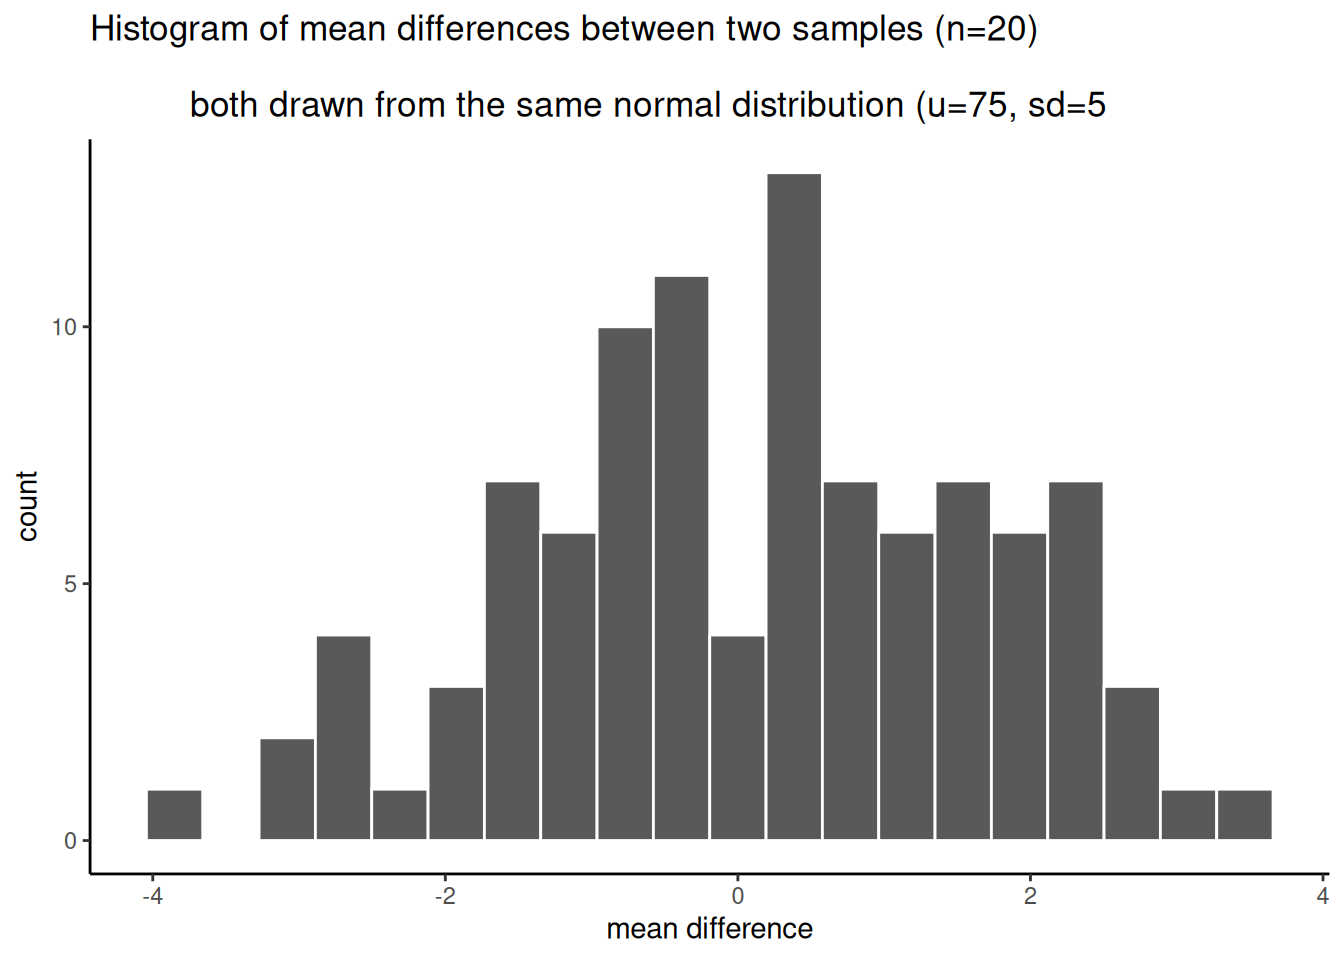 Histogram of mean differences between two samples (n=20)
both drawn from the same normal distribution (u=75, sd=5
10
5
0
count
-4 -2 0 2 4
mean difference